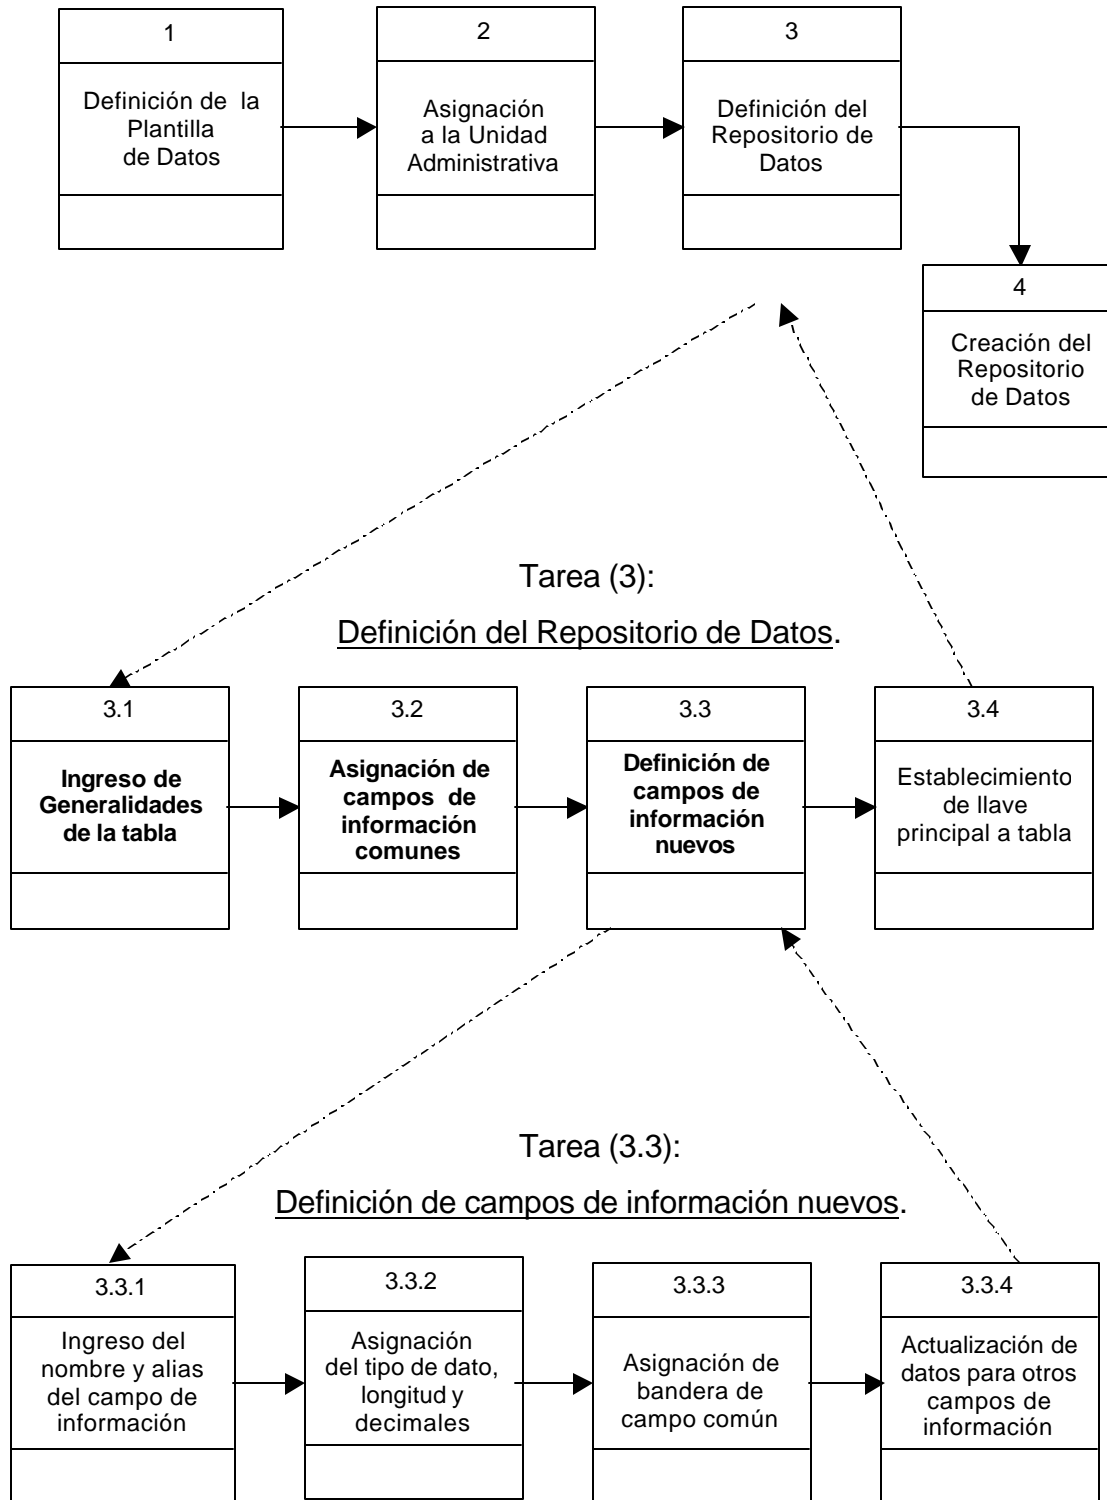 1
Definición de la
Plantilla
de Datos
2
Asignación
a la Unidad
Administrativa
3
Definición del
Repositorio de
Datos
4
Creación del
Repositorio
de Datos
Tarea (3):
Definición del Repositorio de Datos.
3.1
Ingreso de
Generalidades
de la tabla
3.2
Asignación de
campos de
información
comunes
3.3
Definición de
campos de
información
nuevos
3.4
Establecimiento
de llave
principal a tabla
Tarea (3.3):
Definición de campos de información nuevos.
3.3.1
Ingreso del
nombre y alias
del campo de
información
3.3.2
Asignación
del tipo de dato,
longitud y
decimales
3.3.3
Asignación de
bandera de
campo común
3.3.4
Actualización de
datos para otros
campos de
información